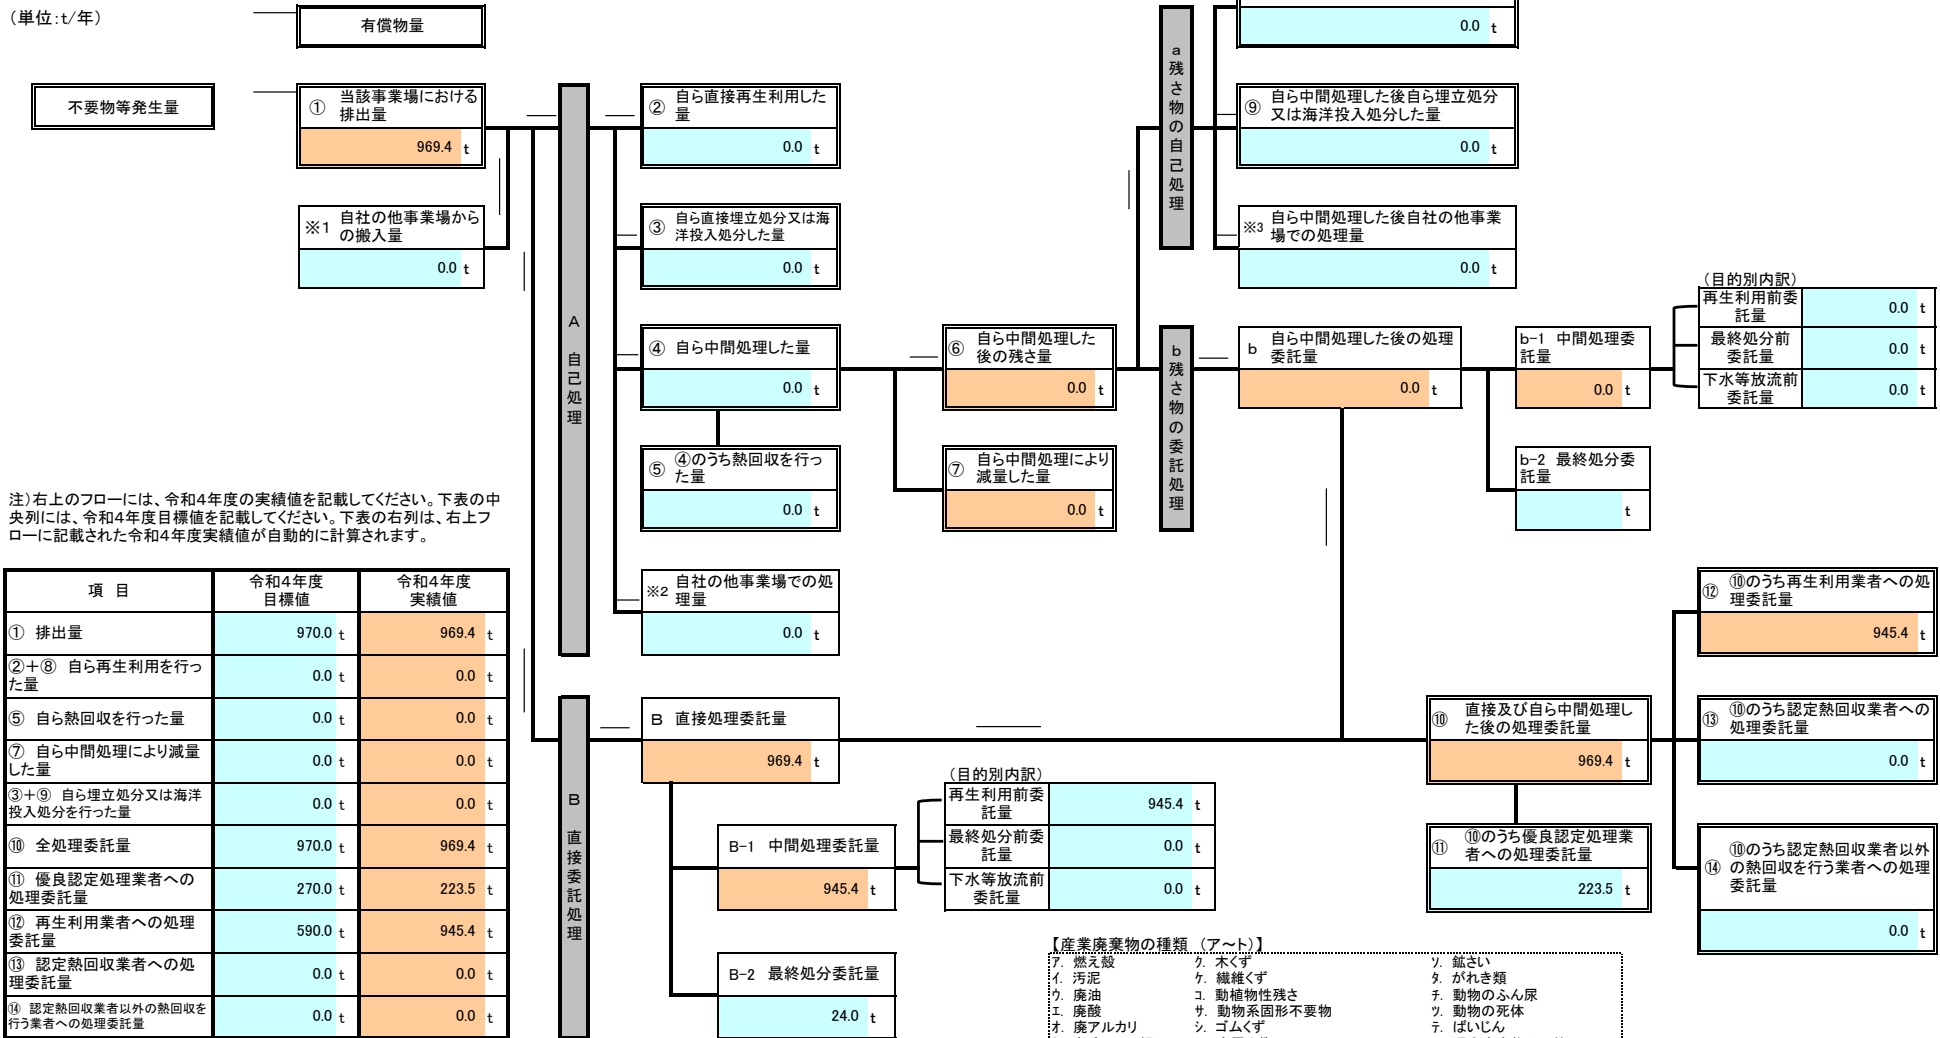 （単位：t/年）
有償物量
0.0 t
不要物等発生量
① 当該事業場における
排出量
969.4 t
※1 自社の他事業場から
の搬入量
0.0 t
A 自己処理
② 自ら直接再生利用した
量
0.0 t
③ 自ら直接埋立処分又は海
洋投入処分した量
0.0 t
④ 自ら中間処理した量
0.0 t
⑤ ④のうち熱回収を行っ
た量
0.0 t
※2 自社の他事業場での処
理量
0.0 t
⑥ 自ら中間処理した
後の残さ量
0.0 t
⑦ 自ら中間処理により
減量した量
0.0 t
a 残さ物の自己処理
⑨ 自ら中間処理した後自ら埋立処分
又は海洋投入処分した量
0.0 t
※3 自ら中間処理した後自社の他事業
場での処理量
0.0 t
b 残さ物の委託処理
b 自ら中間処理した後の処理
委託量
0.0 t
b-1 中間処理委
託量
0.0 t
b-2 最終処分委
託量
t
（目的別内訳）
再生利用前委
託量
0.0 t
最終処分前
委託量
0.0 t
下水等放流前
委託量
0.0 t
注）右上のフローには、令和４年度の実績値を記載してください。下表の中
央列には、令和４年度目標値を記載してください。下表の右列は、右上フ
ローに記載された令和４年度実績値が自動的に計算されます。
項 目 令和４年度 目標値 令和４年度 実績値
① 排出量 970.0 t 969.4 t
②＋⑧ 自ら再生利用を行っ
た量 0.0 t 0.0 t
⑤ 自ら熱回収を行った量 0.0 t 0.0 t
⑦ 自ら中間処理により減量
した量 0.0 t 0.0 t
③＋⑨ 自ら埋立処分又は海洋
投入処分を行った量 0.0 t 0.0 t
⑩ 全処理委託量 970.0 t 969.4 t
⑪ 優良認定処理業者への
処理委託量 270.0 t 223.5 t
⑫ 再生利用業者への処理
委託量 590.0 t 945.4 t
⑬ 認定熱回収業者への処
理委託量 0.0 t 0.0 t
⑭ 認定熱回収業者以外の熱回収を
行う業者への処理委託量 0.0 t 0.0 t
B 直接委託処理
B 直接処理委託量
969.4 t
B-1 中間処理委託量
945.4 t
B-2 最終処分委託量
24.0 t
（目的別内訳）
再生利用前委
託量
945.4 t
最終処分前委
託量
0.0 t
下水等放流前
委託量
0.0 t
⑩ 直接及び自ら中間処理し
た後の処理委託量
969.4 t
⑪ ⑩のうち優良認定処理業
者への処理委託量
223.5 t
⑫ ⑩のうち再生利用業者への処
理委託量
945.4 t
⑬ ⑩のうち認定熱回収業者への
処理委託量
0.0 t
⑭ ⑩のうち認定熱回収業者以外
の熱回収を行う業者への処理
委託量
0.0 t
【産業廃棄物の種類 （ア～ト）】
ア. 燃え殻 ク. 木くず ソ. 鉱さい
イ. 汚泥 ケ. 繊維くず タ. がれき類
ウ. 廃油 コ. 動植物性残さ チ. 動物のふん尿
エ. 廃酸 サ. 動物系固形不要物 ツ. 動物の死体
オ. 廃アルカリ シ. ゴムくず テ. ばいじん